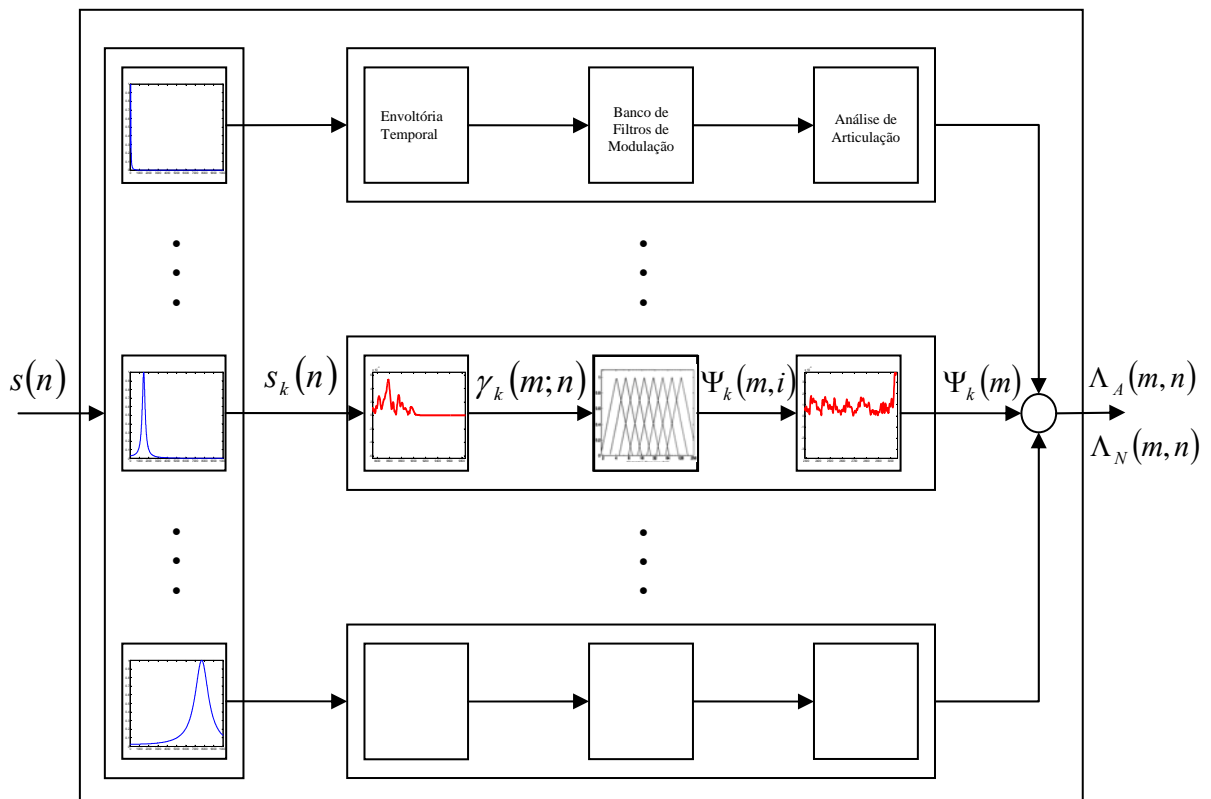 Envoltória
Temporal
Banco de
Filtros de
Modulação
Análise de
Articulação
s(n)
s_k(n)
γ_k(m;n)
Ψ_k(m,i)
Ψ_k(m)
Λ_A(m,n)
Λ_N(m,n)